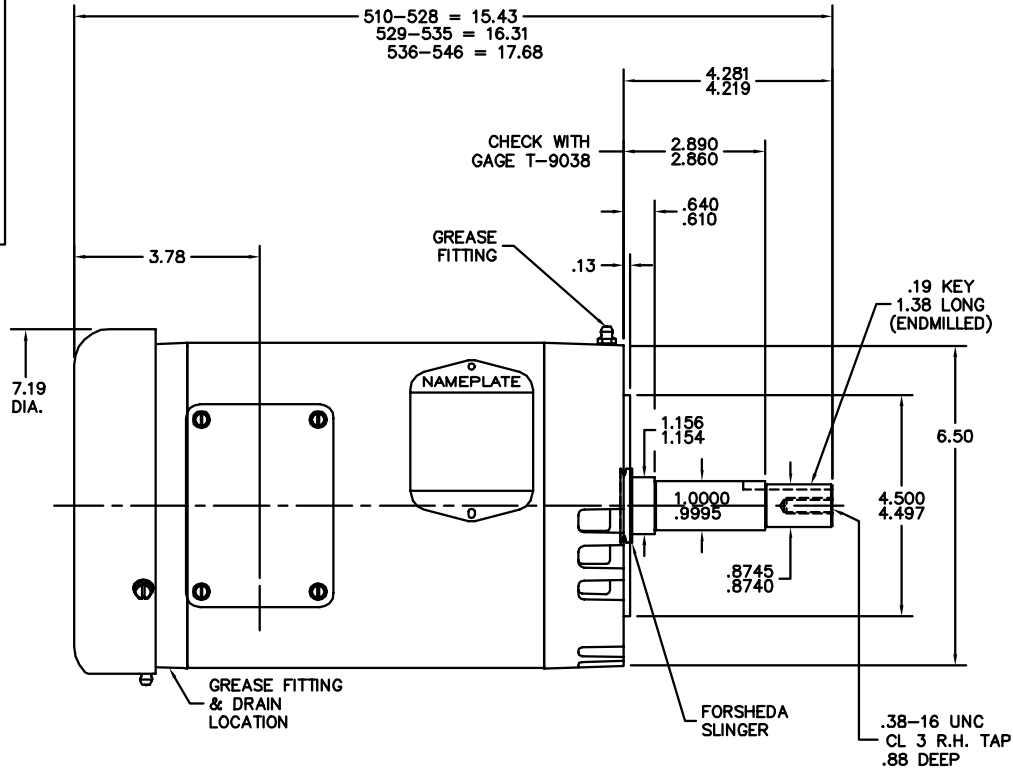 510-528 = 15.43
529-535 = 16.31
536-546 = 17.68
4.281
4.219
CHECK WITH
GAGE T-9038
2.890
2.860
.640
.610
GREASE
FITTING
.13
3.78
.19 KEY
1.38 LONG
(ENDMILLED)
7.19
DIA.
NAMEPLATE
1.156
1.154
6.50
1.0000
.9995
4.500
4.497
.8745
.8740
GREASE FITTING
& DRAIN
LOCATION
FORSHEDA
SLINGER
.38-16 UNC
CL 3 R.H. TAP
.88 DEEP